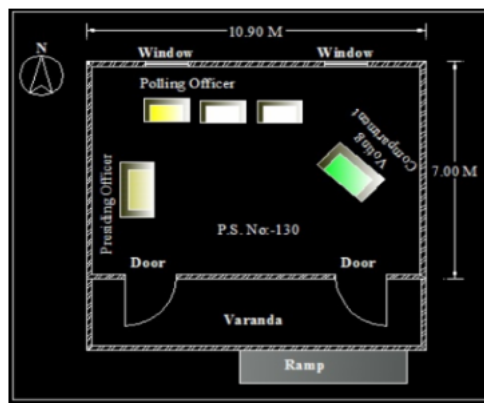 10.90 M
N
Window
Window
Polling Officer
Voting
Compartment
7.00 M
Presiding Officer
P.S. No:-130
Door
Door
Varanda
Ramp